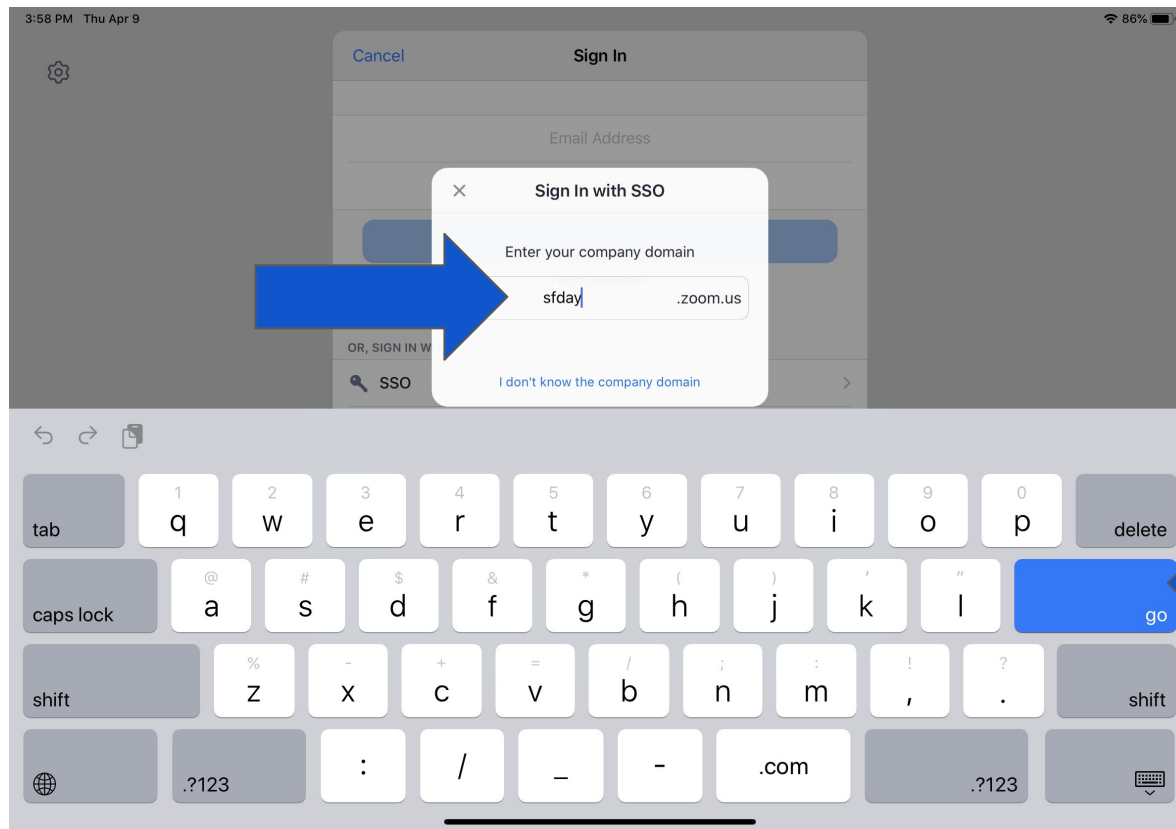 3:58 PM Thu Apr 9 86%
Cancel Sign In
Email Address
Sign In with SSO
Enter your company domain
sfday .zoom.us
OR, SIGN IN W
SSO
I don't know the company domain
1 2 3 4 5 6 7 8 9 0
tab q w e r t y u i o p delete
@ # $ & * ( ) ' "
caps lock a s d f g h j k l go
% - + = / ; : ! ?
shift z x c v b n m , . shift
.?123 : / _ - .com .?123